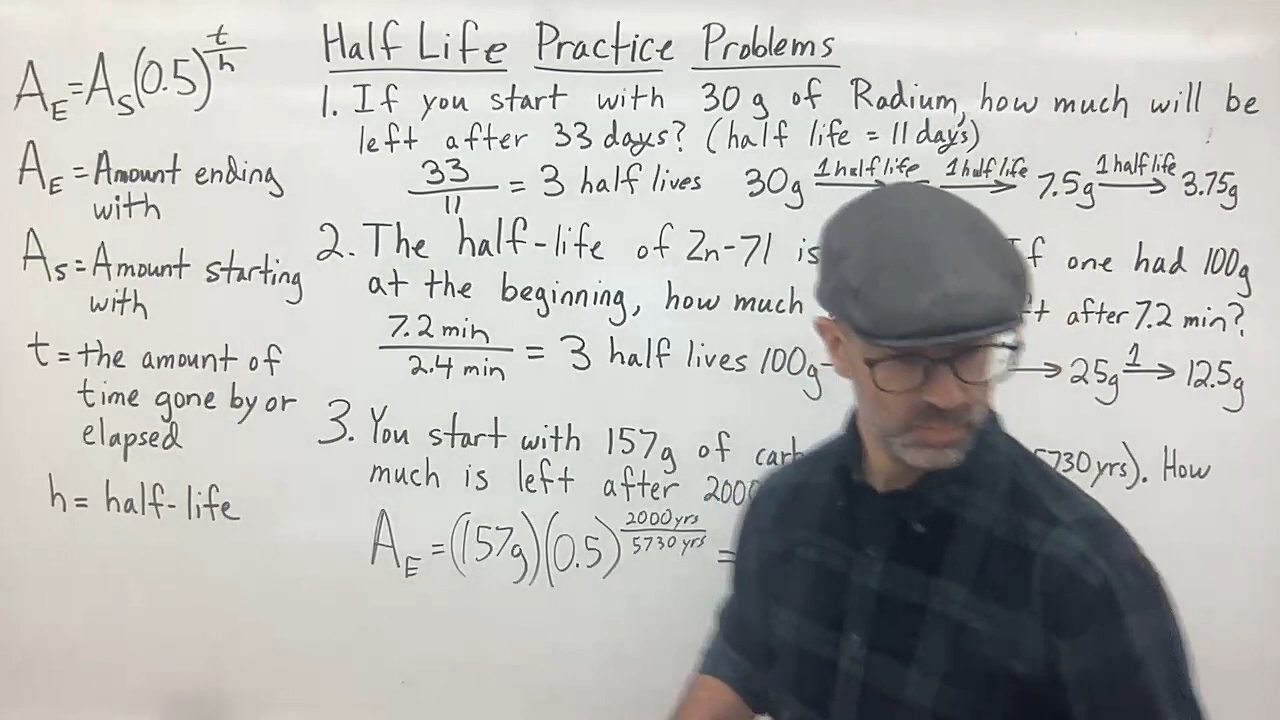 A_E = A_S (0.5)^(t/h)
A_E = Amount ending with
A_S = Amount starting with
t = the amount of time gone by or elapsed
h = half-life
Half Life Practice Problems
1. If you start with 30 g of Radium, how much will be
left after 33 days? (half life = 11 days)
33/11 = 3 half lives 30g 1 half life → 1 half life → 7.5g 1 half life → 3.75g
2. The half-life of Zn-71 is If one had 100g
at the beginning, how much after 7.2 min?
7.2 min / 2.4 min = 3 half lives 100g → 25g 1 → 12.5g
3. You start with 157g of 5730 yrs). How
much is left after 2000
A_E = (157g)(0.5)^(2000 yrs / 5730 yrs) =